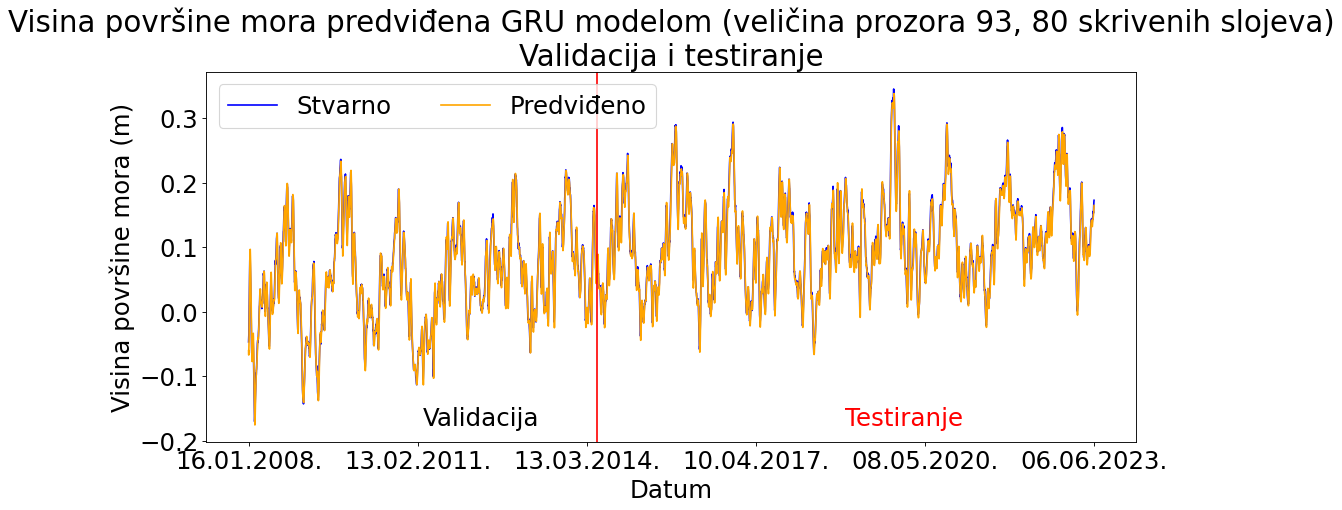 Visina površine mora predviđena GRU modelom (veličina prozora 93, 80 skrivenih slojeva)
Validacija i testiranje
Stvarno
Predviđeno
Visina površine mora (m)
0.3
0.2
0.1
0.0
−0.1
−0.2
Validacija
Testiranje
16.01.2008.
13.02.2011.
13.03.2014.
10.04.2017.
08.05.2020.
06.06.2023.
Datum